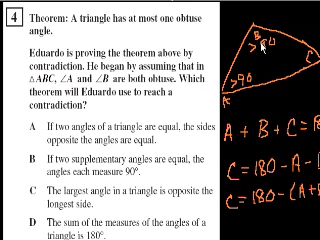 4
Theorem: A triangle has at most one obtuse
angle.
Eduardo is proving the theorem above by
contradiction. He began by assuming that in
△ABC, ∠A and ∠B are both obtuse. Which
theorem will Eduardo use to reach a
contradiction?
A If two angles of a triangle are equal, the sides
opposite the angles are equal.
B If two supplementary angles are equal, the
angles each measure 90°.
C The largest angle in a triangle is opposite the
longest side.
D The sum of the measures of the angles of a
triangle is 180°.
B
C
>90
A
A + B + C = 18
C = 180 - A -
C = 180 - (A +